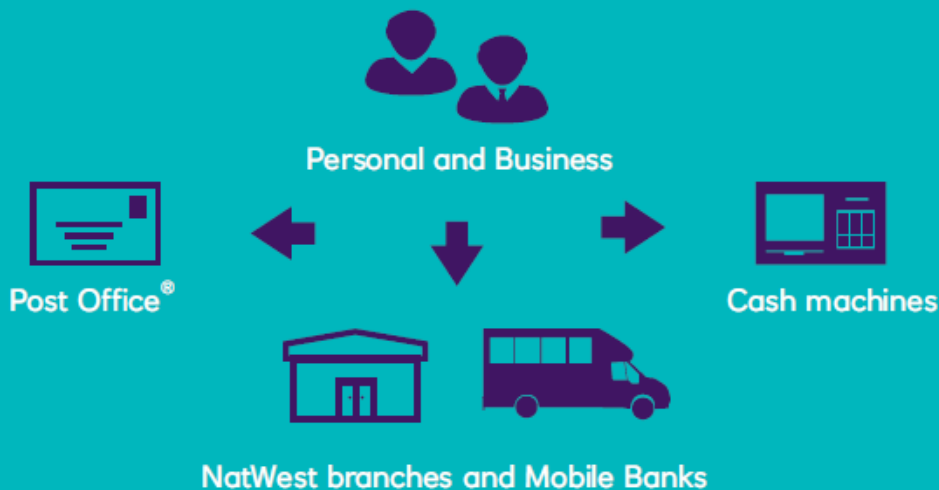 Personal and Business
Post Office®
Cash machines
NatWest branches and Mobile Banks